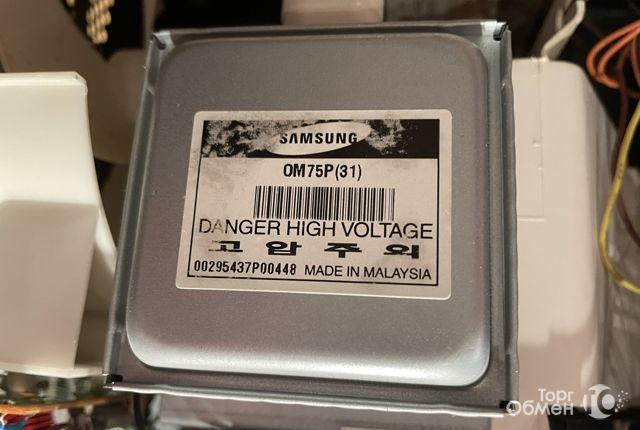 SAMSUNG
OM75P(31)
DANGER HIGH VOLTAGE
고 압 주 의
00295437P00448 MADE IN MALAYSIA
Торг
Обмен